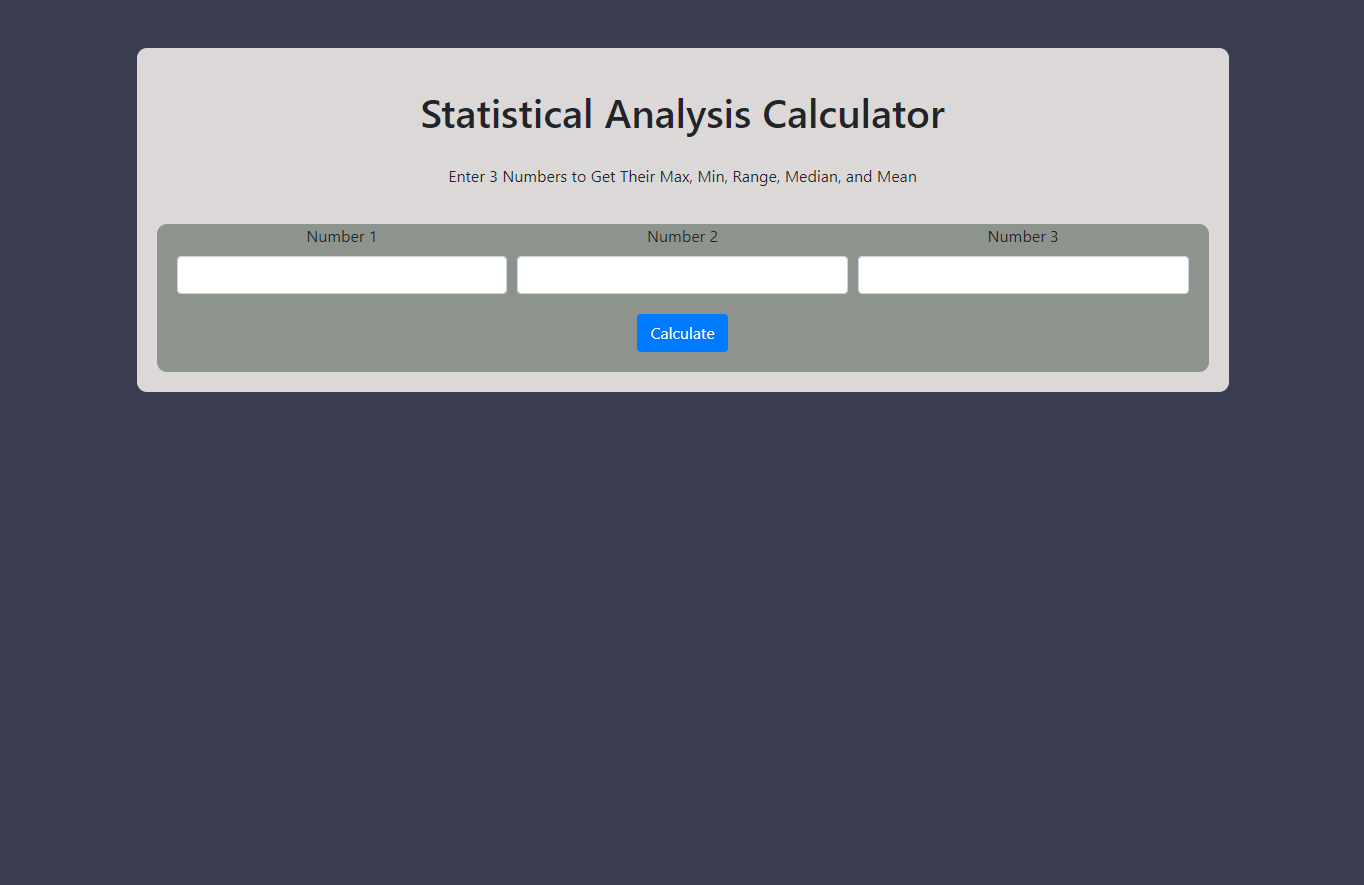 Statistical Analysis Calculator
Enter 3 Numbers to Get Their Max, Min, Range, Median, and Mean
Number 1 Number 2 Number 3
Calculate